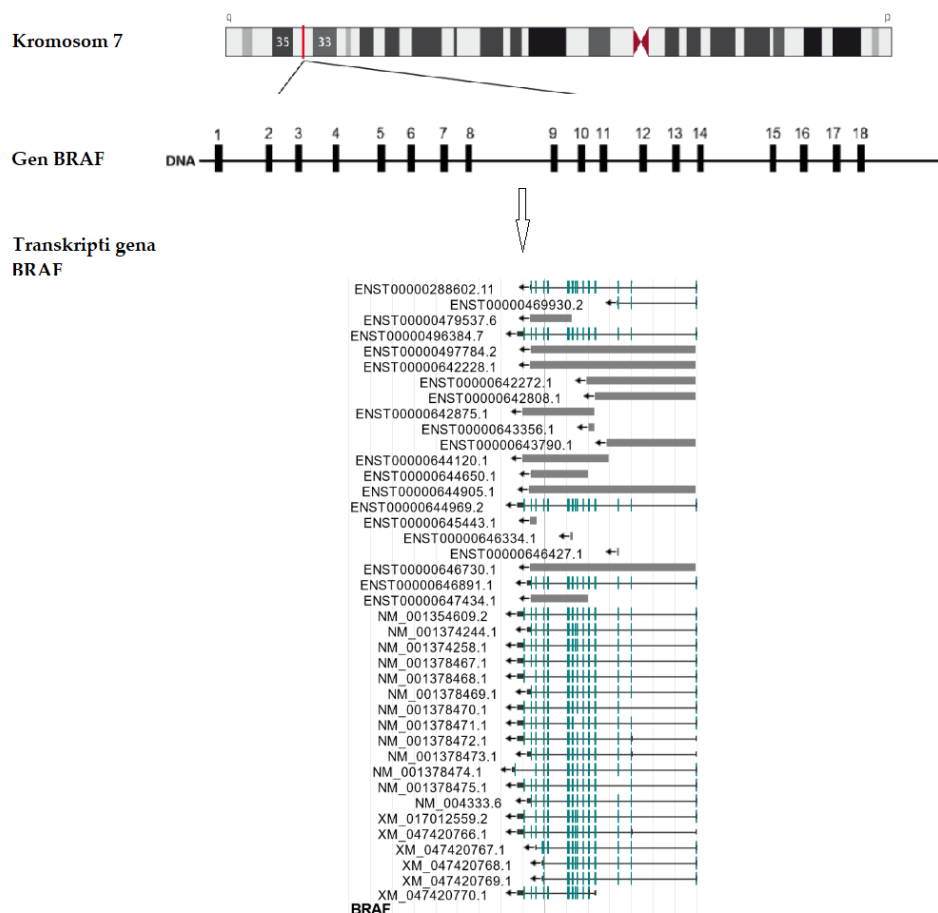 q p
Kromosom 7
35 33
1 2 3 4 5 6 7 8 9 10 11 12 13 14 15 16 17 18
Gen BRAF
DNA
Transkripti gena
BRAF
ENST00000288602.11
ENST00000469930.2
ENST00000479537.6
ENST00000496384.7
ENST00000497784.2
ENST00000642228.1
ENST00000642272.1
ENST00000642808.1
ENST00000642875.1
ENST00000643356.1
ENST00000643790.1
ENST00000644120.1
ENST00000644650.1
ENST00000644905.1
ENST00000644969.2
ENST00000645443.1
ENST00000646334.1
ENST00000646427.1
ENST00000646730.1
ENST00000646891.1
ENST00000647434.1
NM_001354609.2
NM_001374244.1
NM_001374258.1
NM_001378467.1
NM_001378468.1
NM_001378469.1
NM_001378470.1
NM_001378471.1
NM_001378472.1
NM_001378473.1
NM_001378474.1
NM_001378475.1
NM_004333.6
XM_017012559.2
XM_047420766.1
XM_047420767.1
XM_047420768.1
XM_047420769.1
XM_047420770.1
BRAF